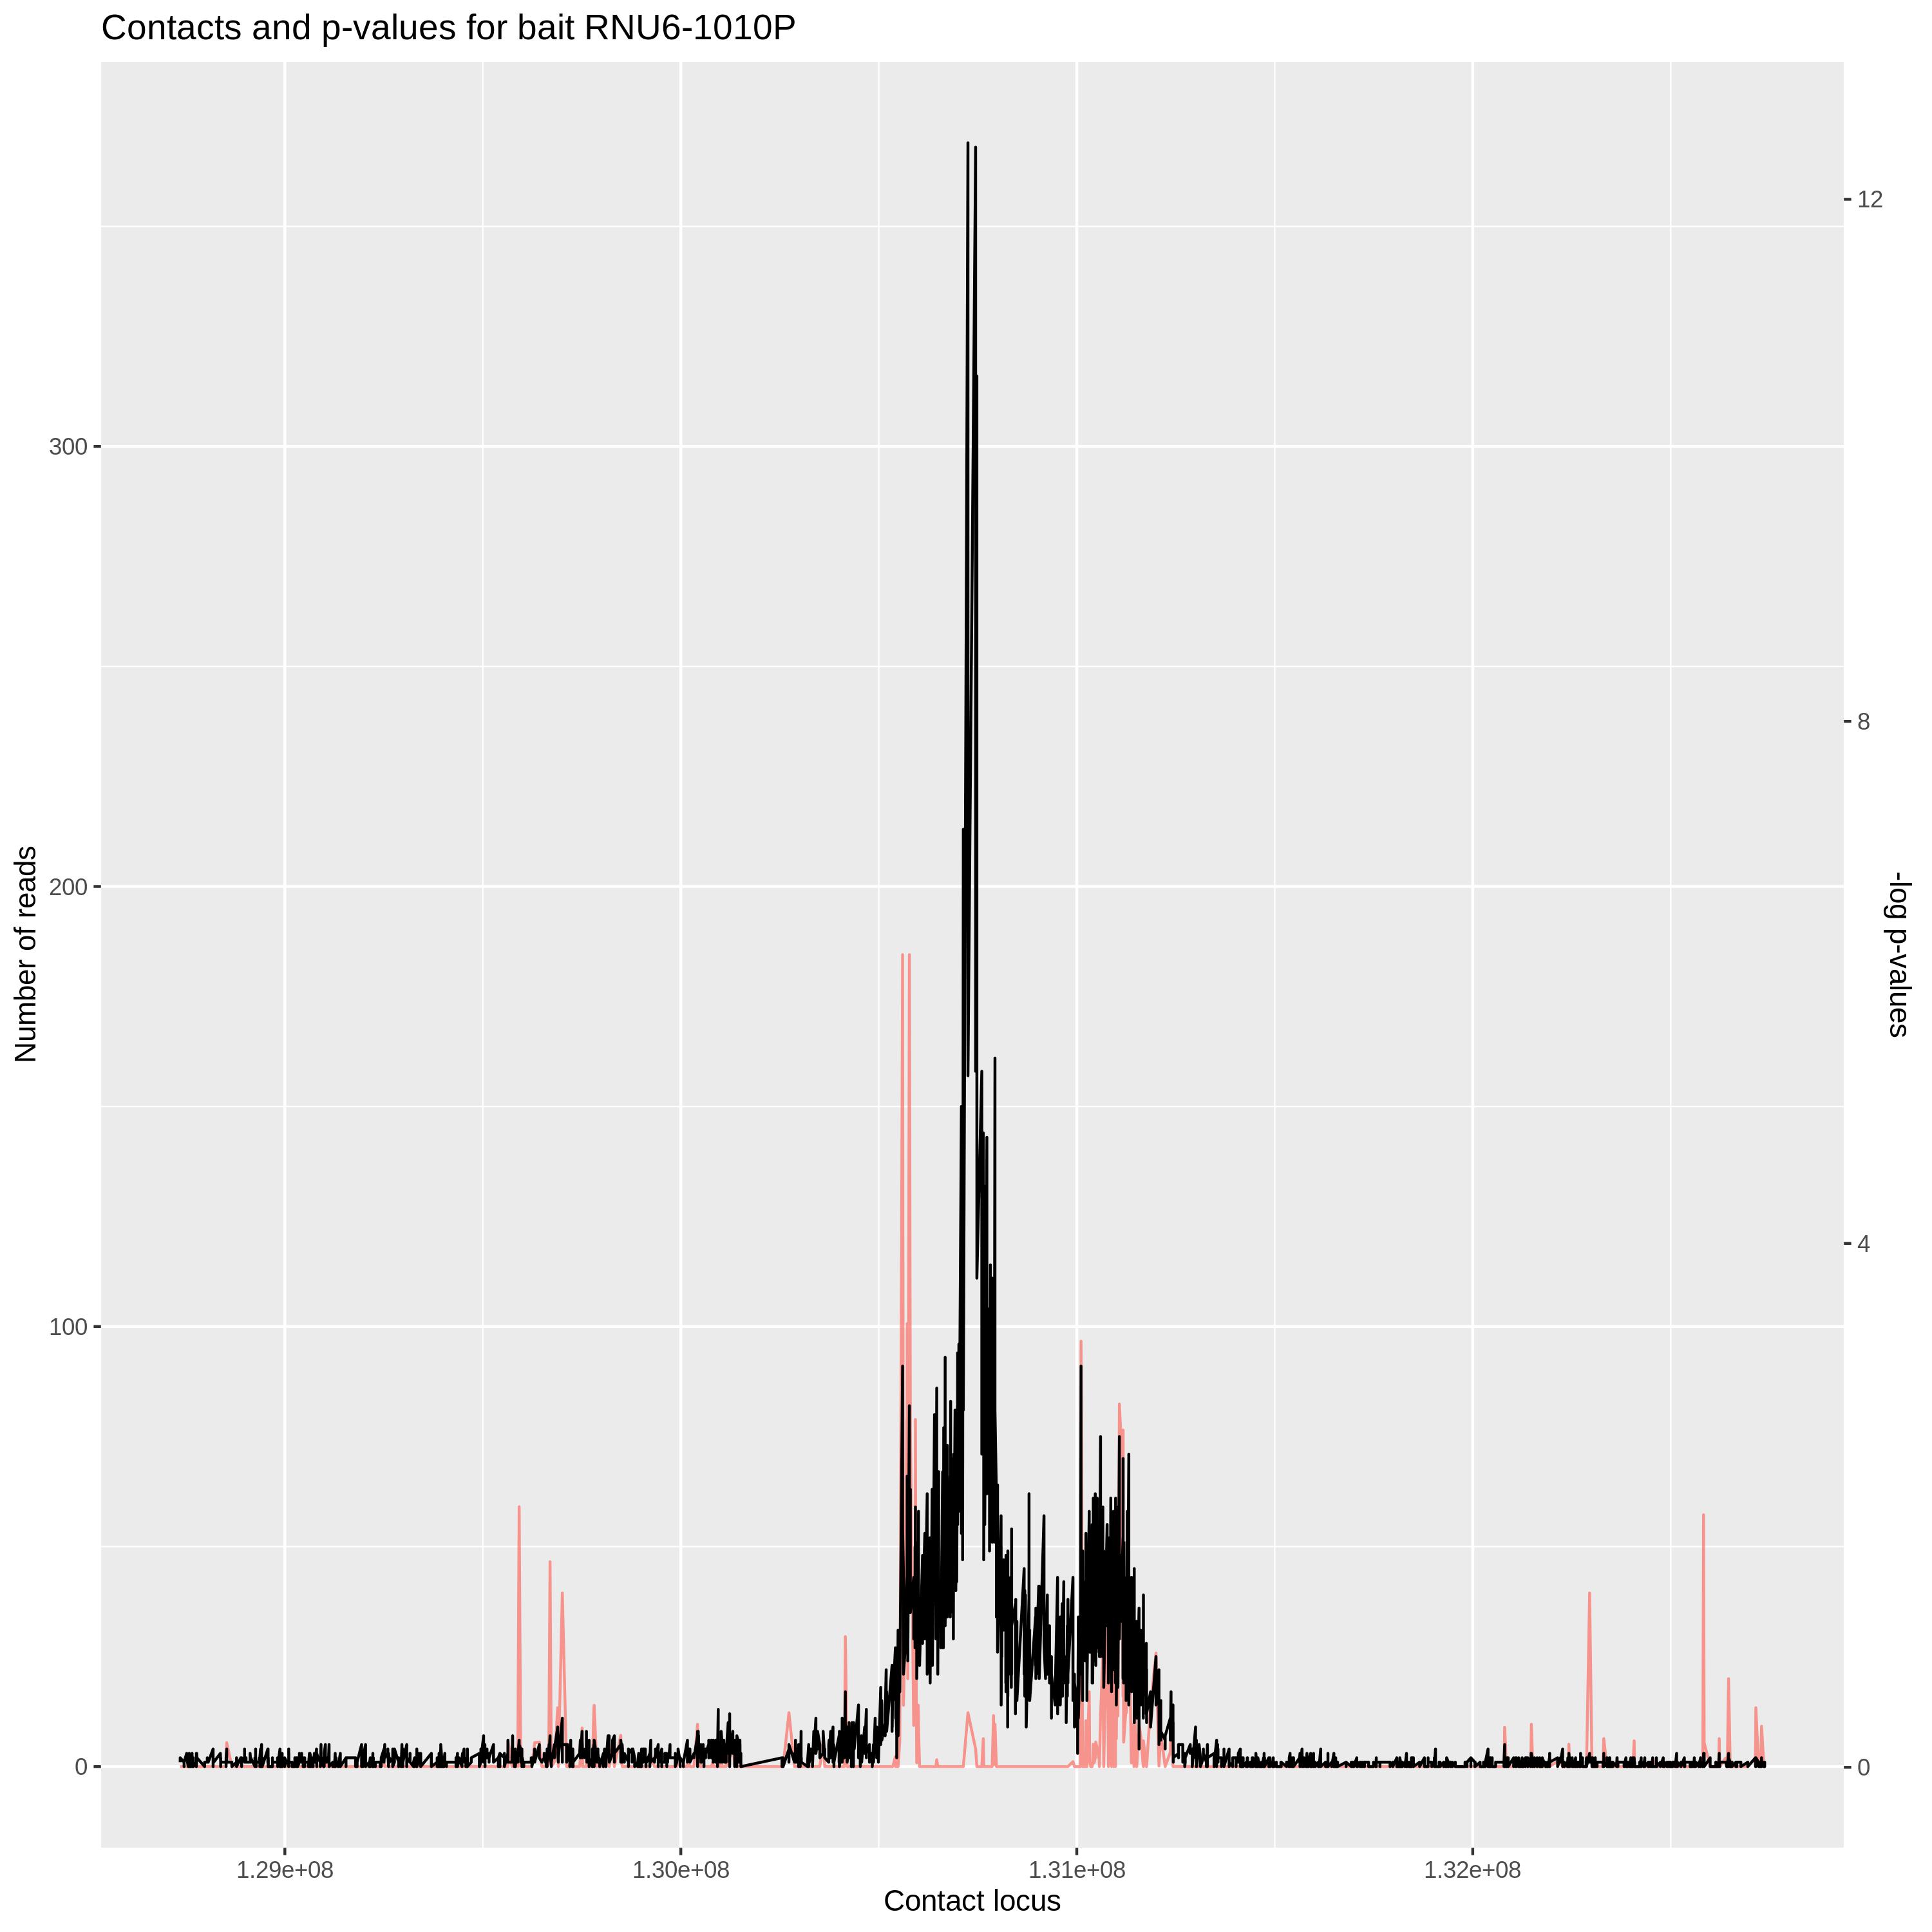 Contacts and p-values for bait RNU6-1010P
300
200
100
0
12
8
4
0
Number of reads
-log p-values
1.29e+08
1.30e+08
1.31e+08
1.32e+08
Contact locus